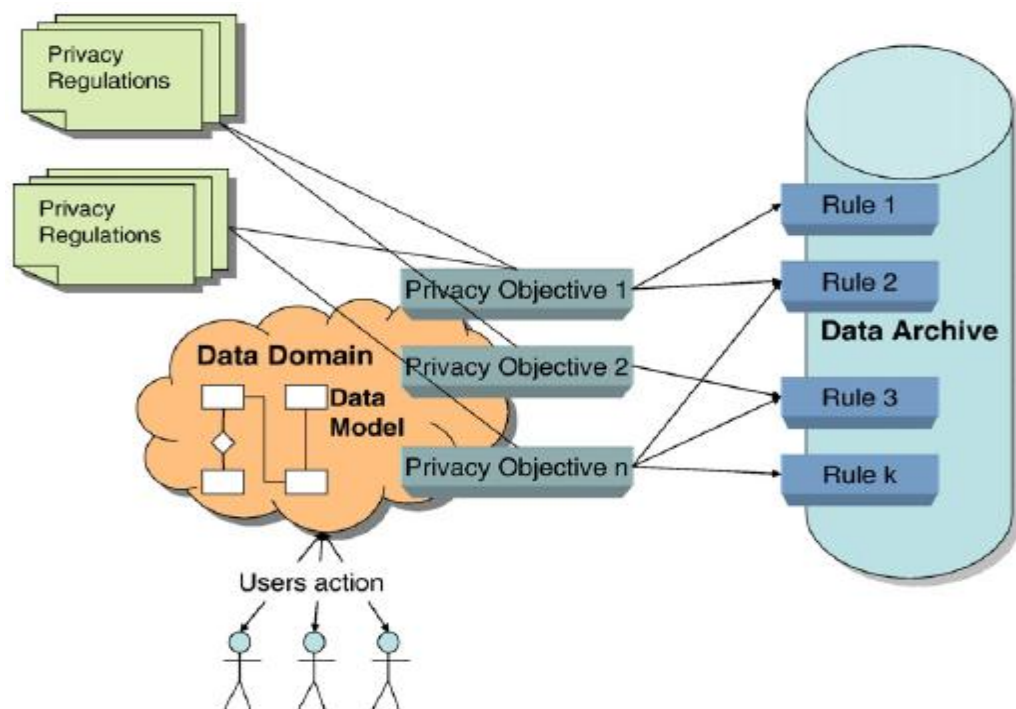 Privacy
Regulations
Privacy
Regulations
Privacy Objective 1
Privacy Objective 2
Privacy Objective n
Data Domain
Data
Model
Users action
Rule 1
Rule 2
Data Archive
Rule 3
Rule k